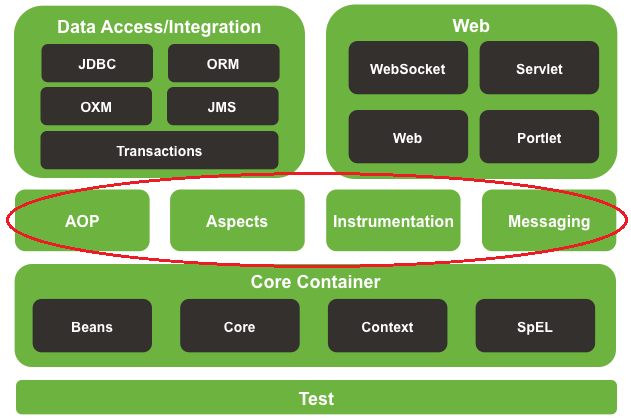 Data Access/Integration
JDBC
ORM
OXM
JMS
Transactions
Web
WebSocket
Servlet
Web
Portlet
AOP
Aspects
Instrumentation
Messaging
Core Container
Beans
Core
Context
SpEL
Test